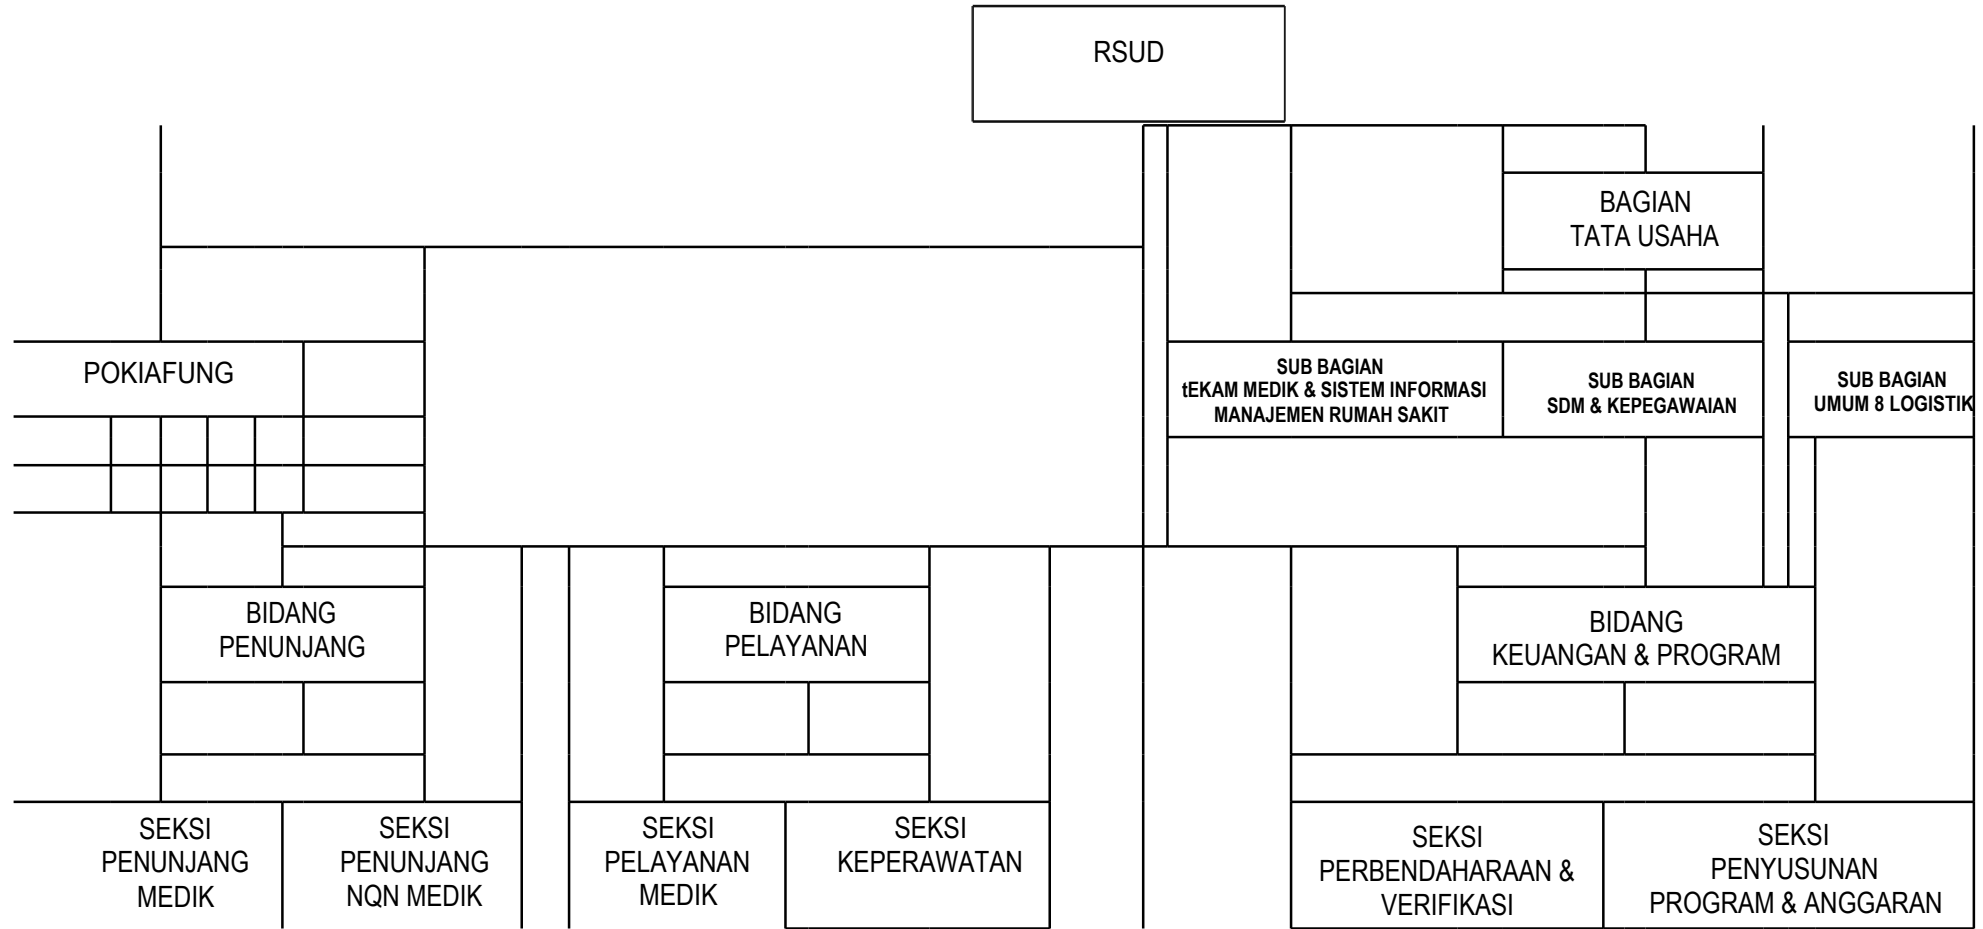 RSUD
BAGIAN
TATA USAHA
POKIAFUNG
SUB BAGIAN
tEKAM MEDIK & SISTEM INFORMASI
MANAJEMEN RUMAH SAKIT
SUB BAGIAN
SDM & KEPEGAWAIAN
SUB BAGIAN
UMUM 8 LOGISTIK
BIDANG
PENUNJANG
BIDANG
PELAYANAN
BIDANG
KEUANGAN & PROGRAM
SEKSI
PENUNJANG
MEDIK
SEKSI
PENUNJANG
NQN MEDIK
SEKSI
PELAYANAN
MEDIK
SEKSI
KEPERAWATAN
SEKSI
PERBENDAHARAAN &
VERIFIKASI
SEKSI
PENYUSUNAN
PROGRAM & ANGGARAN